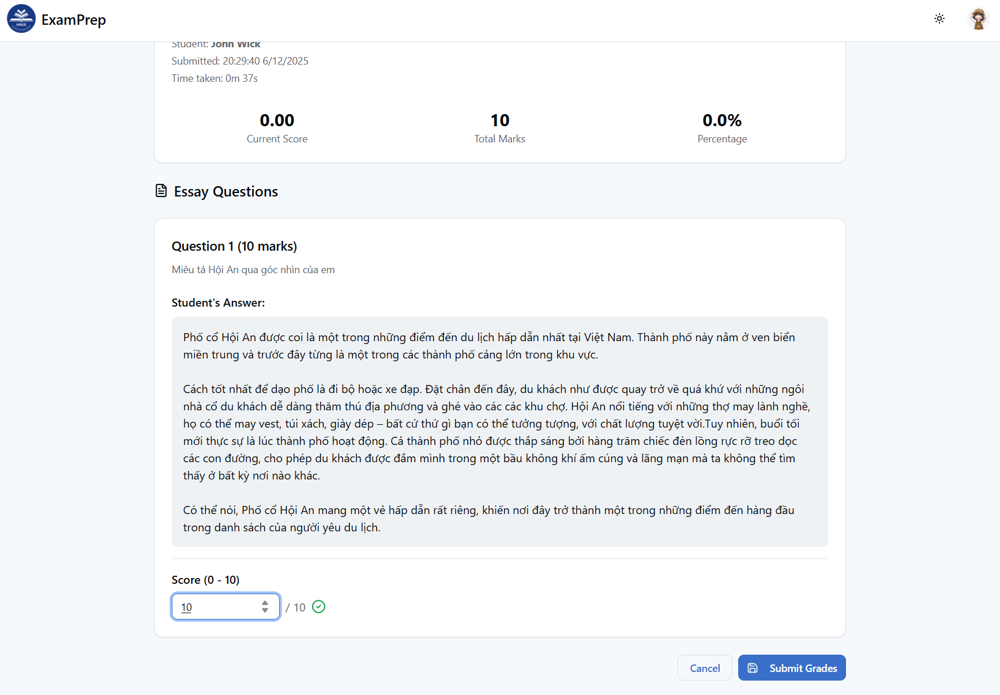 HNUE
ExamPrep
Student: John Wick
Submitted: 20:29:40 6/12/2025
Time taken: 0m 37s
0.00
Current Score
10
Total Marks
0.0%
Percentage
Essay Questions
Question 1 (10 marks)
Miêu tả Hội An qua góc nhìn của em
Student's Answer:
Phố cổ Hội An được coi là một trong những điểm đến du lịch hấp dẫn nhất tại Việt Nam. Thành phố này nằm ở ven biển
miền trung và trước đây từng là một trong các thành phố cảng lớn trong khu vực.
Cách tốt nhất để dạo phố là đi bộ hoặc xe đạp. Đặt chân đến đây, du khách như được quay trở về quá khứ với những ngôi
nhà cổ du khách dễ dàng thăm thú địa phương và ghé vào các các khu chợ. Hội An nổi tiếng với những thợ may lành nghề,
họ có thể may vest, túi xách, giày dép – bất cứ thứ gì bạn có thể tưởng tượng, với chất lượng tuyệt vời.Tuy nhiên, buổi tối
mới thực sự là lúc thành phố hoạt động. Cả thành phố nhỏ được thắp sáng bởi hàng trăm chiếc đèn lồng rực rỡ treo dọc
các con đường, cho phép du khách được đắm mình trong một bầu không khí ấm cúng và lãng mạn mà ta không thể tìm
thấy ở bất kỳ nơi nào khác.
Có thể nói, Phố cổ Hội An mang một vẻ hấp dẫn rất riêng, khiến nơi đây trở thành một trong những điểm đến hàng đầu
trong danh sách của người yêu du lịch.
Score (0 - 10)
10 / 10
Cancel
Submit Grades